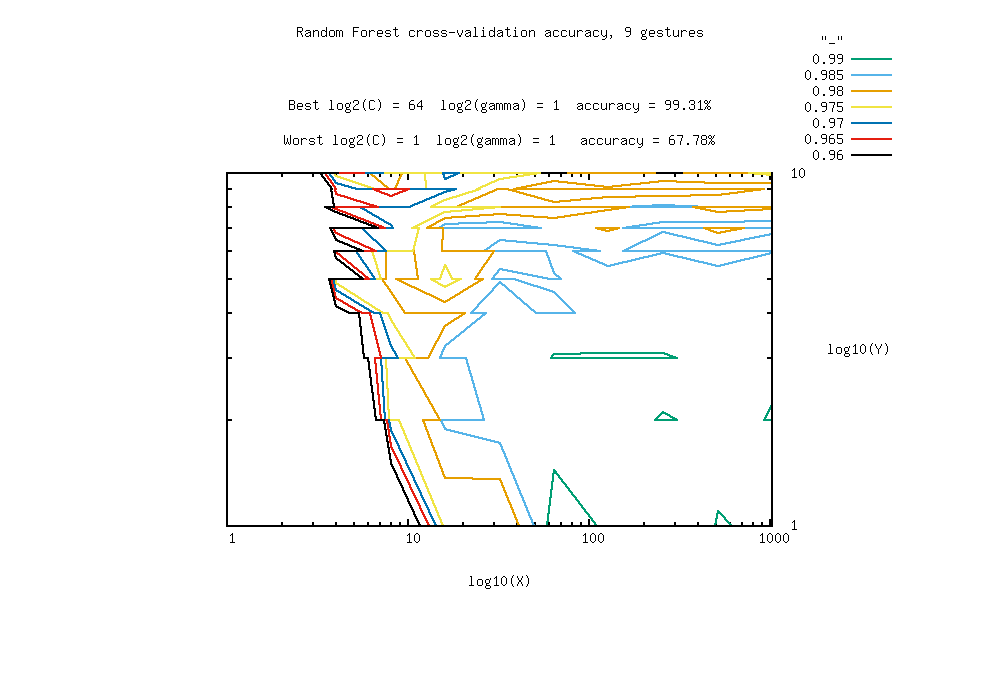 Random Forest cross-validation accuracy, 9 gestures
"_"
0.99
0.985
0.98
0.975
0.97
0.965
0.96
Best log2(C) = 64  log2(gamma) = 1  accuracy = 99.31%
Worst log2(C) = 1  log2(gamma) = 1   accuracy = 67.78%
10
log10(Y)
1
1 10 100 1000
log10(X)